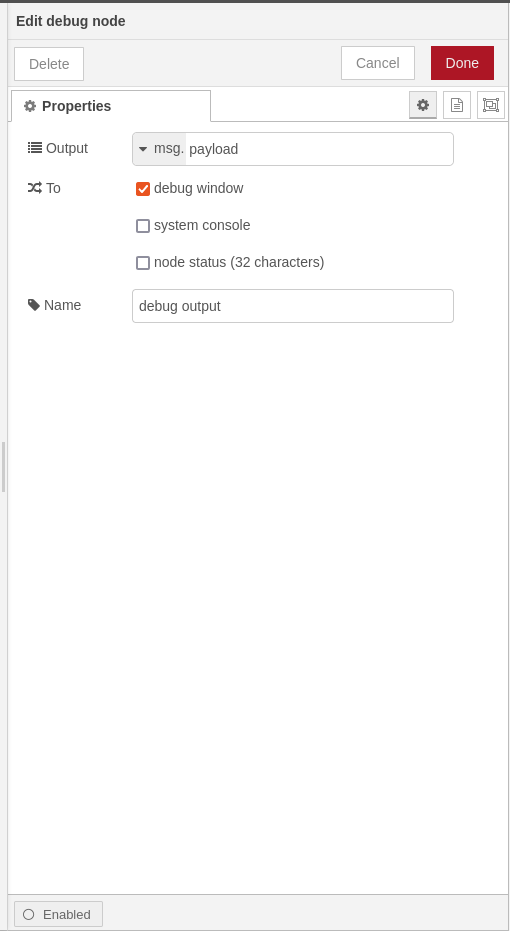 Edit debug node
Delete
Cancel
Done
Properties
Output
msg. payload
To
debug window
system console
node status (32 characters)
Name
debug output
Enabled